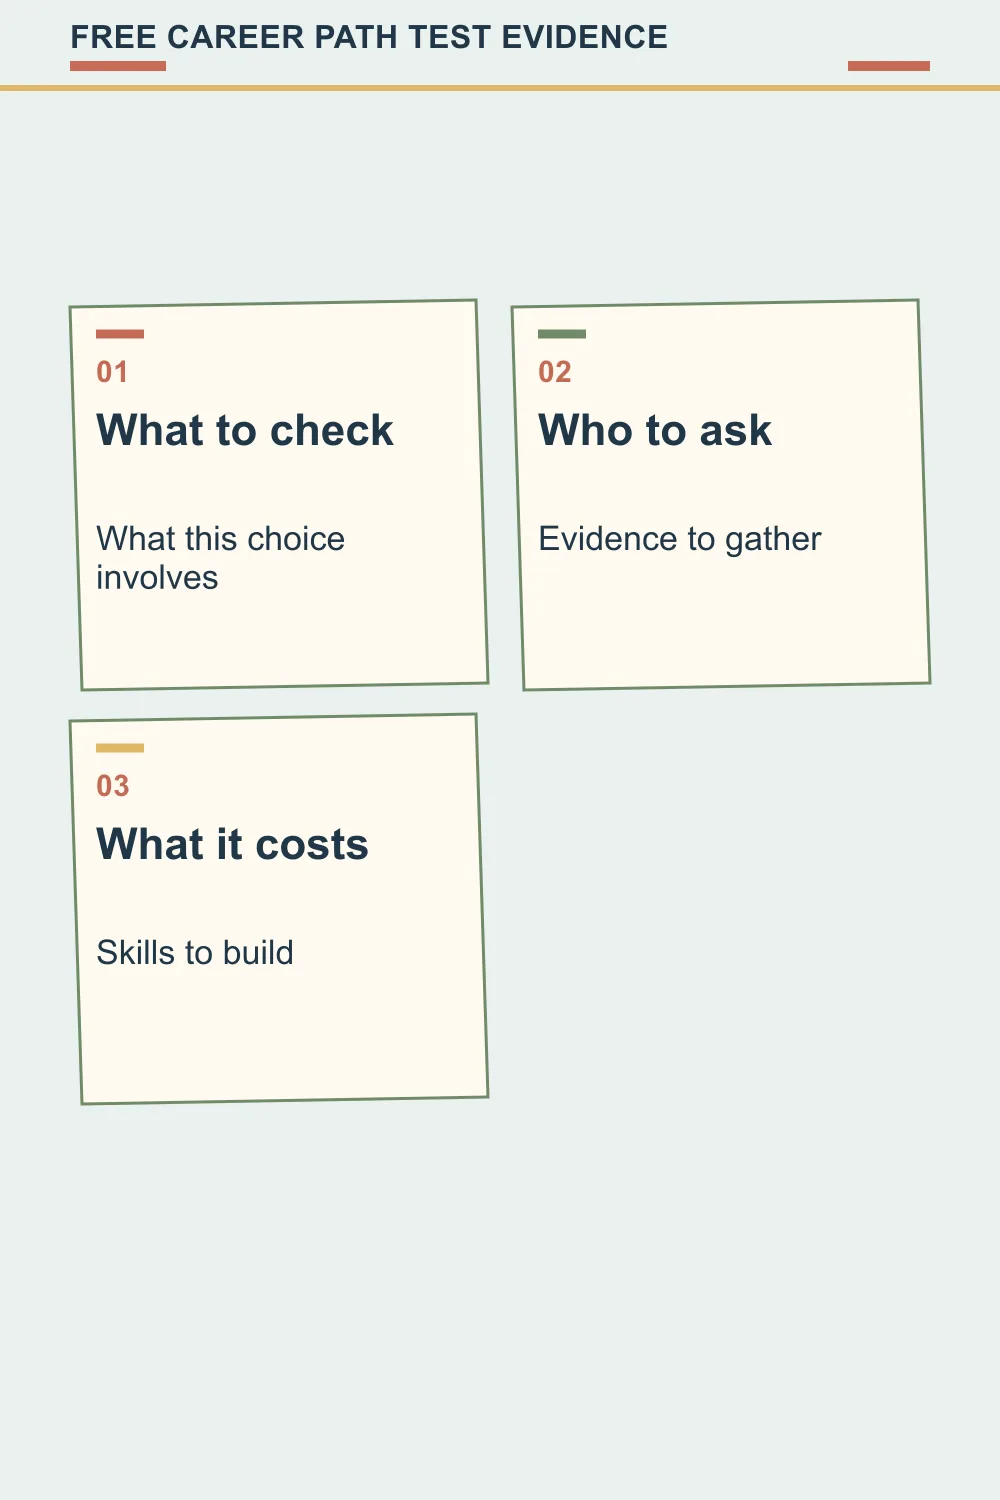 FREE CAREER PATH TEST EVIDENCE
01
What to check
What this choice
involves
02
Who to ask
Evidence to gather
03
What it costs
Skills to build